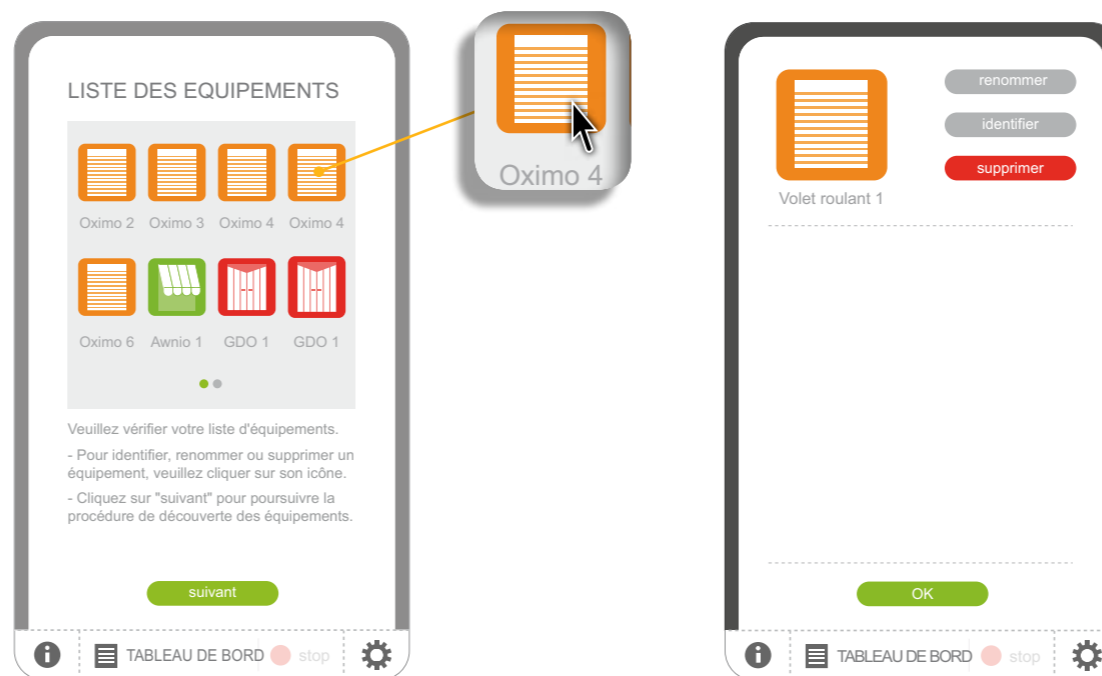 LISTE DES EQUIPEMENTS
Oximo 2 Oximo 3 Oximo 4 Oximo 4
Oximo 6 Awnio 1 GDO 1 GDO 1
Veuillez vérifier votre liste d'équipements.
- Pour identifier, renommer ou supprimer un
équipement, veuillez cliquer sur son icône.
- Cliquez sur "suivant" pour poursuivre la
procédure de découverte des équipements.
suivant
TABLEAU DE BORD stop
Oximo 4
renommer
identifier
supprimer
Volet roulant 1
OK
TABLEAU DE BORD stop